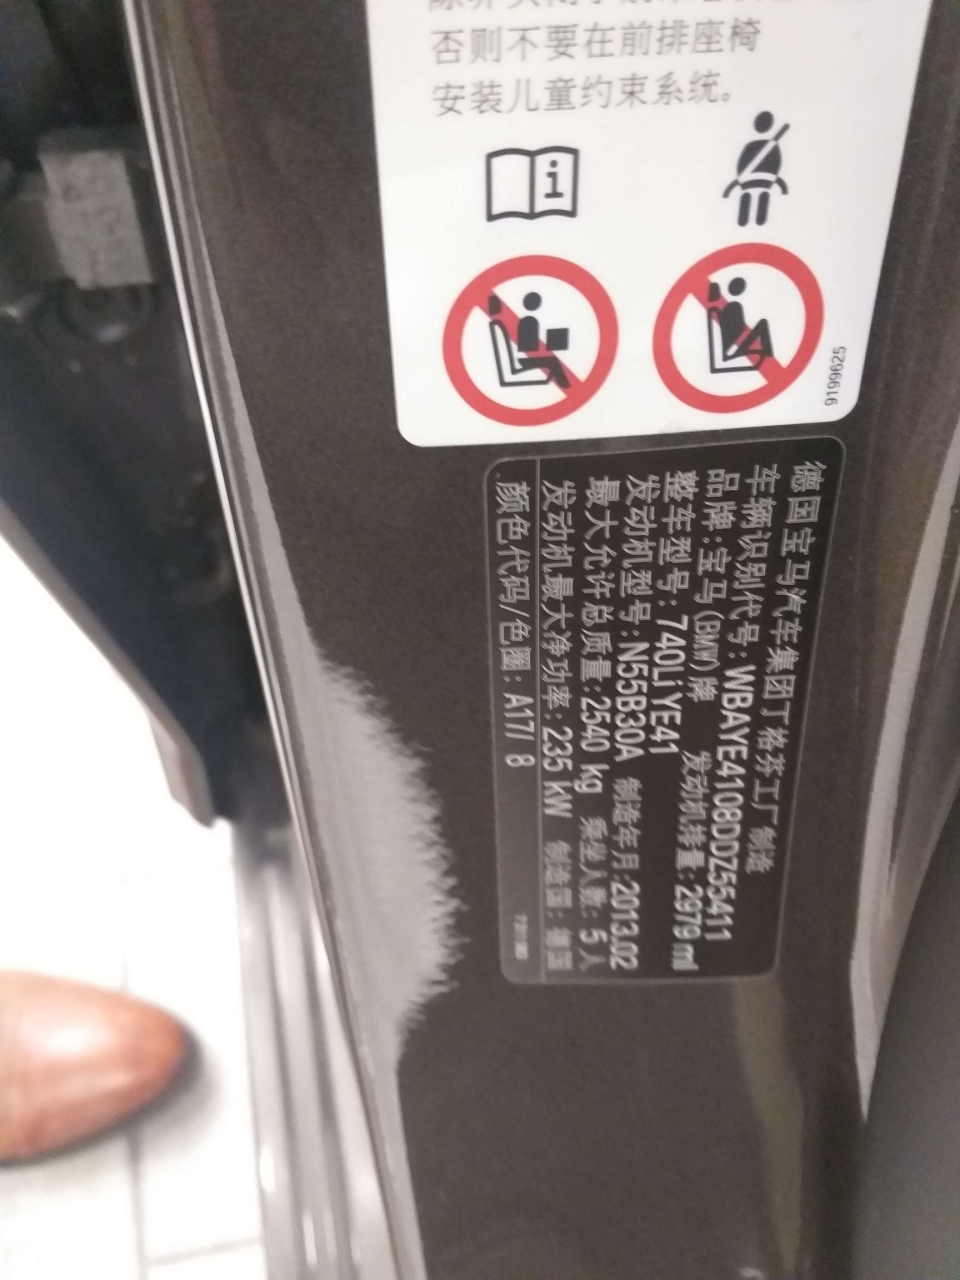 否则不要在前排座椅
安装儿童约束系统。
9199625
德国宝马汽车集团丁格芬工厂 制造
车辆识别代号:WBAYE4108DDZ55411
品牌:宝马(BMW)牌 发动机排量:2979 ml
整车型号:740Li YE41
发动机型号:N55B30A 制造年月:2013.02
最大允许总质量:2540 kg 乘坐人数: 5 人
发动机最大净功率:235 kW 制造国: 德国
颜色代码/色圈: A17/ 8